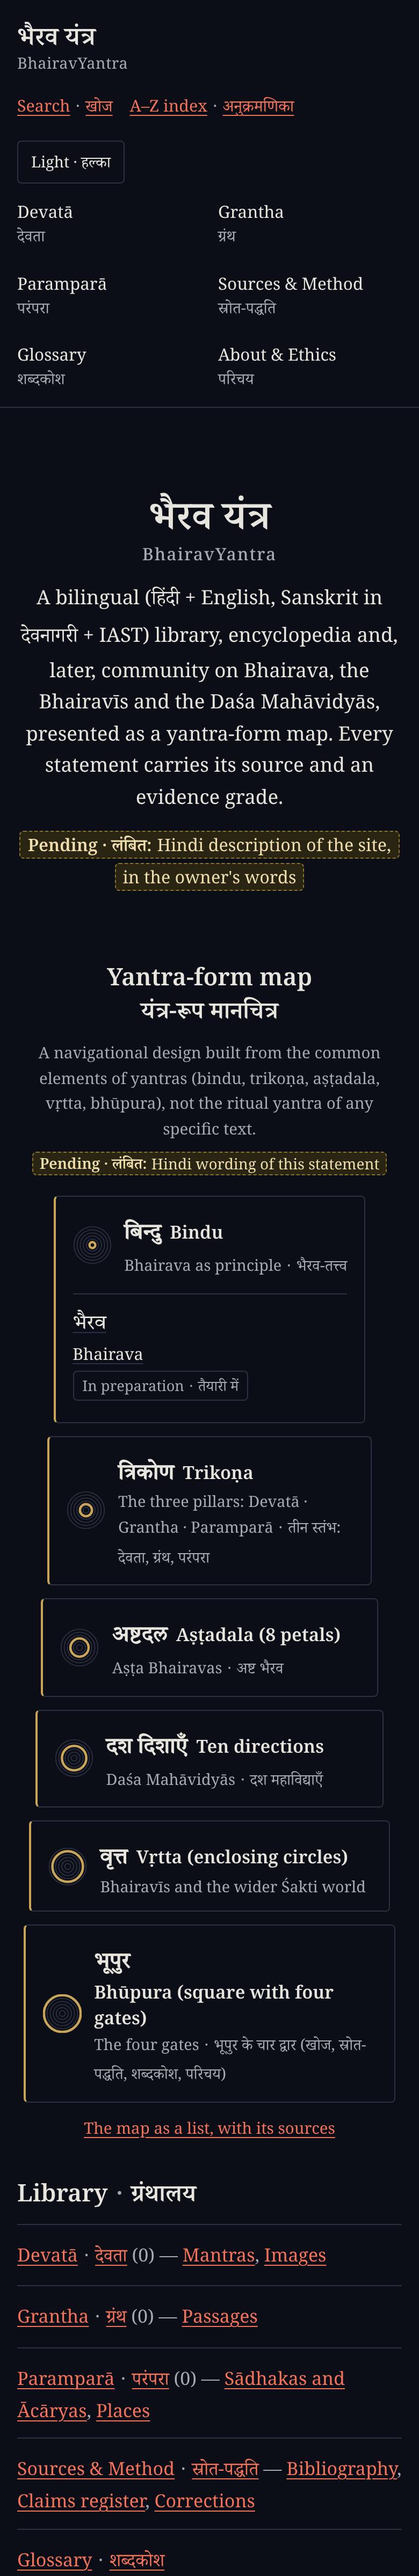 भैरव यंत्र
BhairavYantra
Search · खोज A–Z index · अनुक्रमणिका
Light · हल्का
Devatā Grantha
देवता ग्रंथ
Paramparā Sources & Method
परंपरा स्रोत-पद्धति
Glossary About & Ethics
शब्दकोश परिचय
भैरव यंत्र
BhairavYantra
A bilingual (हिंदी + English, Sanskrit in
देवनागरी + IAST) library, encyclopedia and,
later, community on Bhairava, the
Bhairavīs and the Daśa Mahāvidyās,
presented as a yantra-form map. Every
statement carries its source and an
evidence grade.
Pending · लंबित: Hindi description of the site,
in the owner's words
Yantra-form map
यंत्र-रूप मानचित्र
A navigational design built from the common
elements of yantras (bindu, trikoṇa, aṣṭadala,
vṛtta, bhūpura), not the ritual yantra of any
specific text.
Pending · लंबित: Hindi wording of this statement
बिन्दु Bindu
Bhairava as principle · भैरव-तत्त्व
भैरव
Bhairava
In preparation · तैयारी में
त्रिकोण Trikoṇa
The three pillars: Devatā ·
Grantha · Paramparā · तीन स्तंभ:
देवता, ग्रंथ, परंपरा
अष्टदल Aṣṭadala (8 petals)
Aṣṭa Bhairavas · अष्ट भैरव
दश दिशाएँ Ten directions
Daśa Mahāvidyās · दश महाविद्याएँ
वृत्त Vṛtta (enclosing circles)
Bhairavīs and the wider Śakti world
भूपुर
Bhūpura (square with four
gates)
The four gates · भूपुर के चार द्वार (खोज, स्रोत-
पद्धति, शब्दकोश, परिचय)
The map as a list, with its sources
Library · ग्रंथालय
Devatā · देवता (0) — Mantras, Images
Grantha · ग्रंथ (0) — Passages
Paramparā · परंपरा (0) — Sādhakas and
Ācāryas, Places
Sources & Method · स्रोत-पद्धति — Bibliography,
Claims register, Corrections
Glossary · शब्दकोश